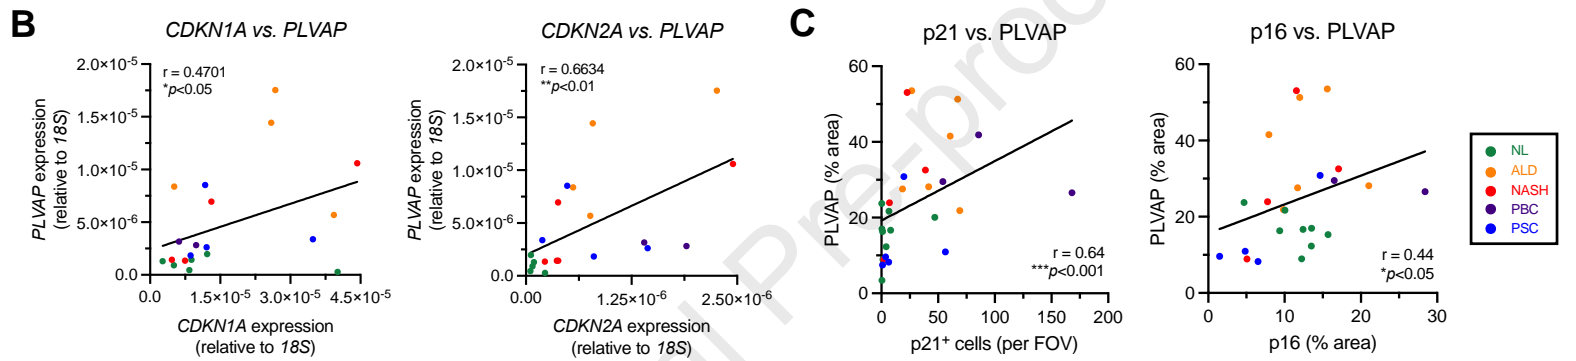 B
CDKN1A vs. PLVAP
r = 0.4701
*p<0.05
2.0×10⁻⁵
1.5×10⁻⁵
1.0×10⁻⁵
5.0×10⁻⁶
0.0
PLVAP expression
(relative to 18S)
0.0 1.5×10⁻⁵ 3.0×10⁻⁵ 4.5×10⁻⁵
CDKN1A expression
(relative to 18S)
CDKN2A vs. PLVAP
r = 0.6634
**p<0.01
2.0×10⁻⁵
1.5×10⁻⁵
1.0×10⁻⁵
5.0×10⁻⁶
0.0
PLVAP expression
(relative to 18S)
0.00 1.25×10⁻⁶ 2.50×10⁻⁶
CDKN2A expression
(relative to 18S)
C
p21 vs. PLVAP
60
40
20
0
PLVAP (% area)
r = 0.64
***p<0.001
0 50 100 150 200
p21⁺ cells (per FOV)
p16 vs. PLVAP
60
40
20
0
PLVAP (% area)
r = 0.44
*p<0.05
0 10 20 30
p16 (% area)
NL
ALD
NASH
PBC
PSC
al Pre-proo